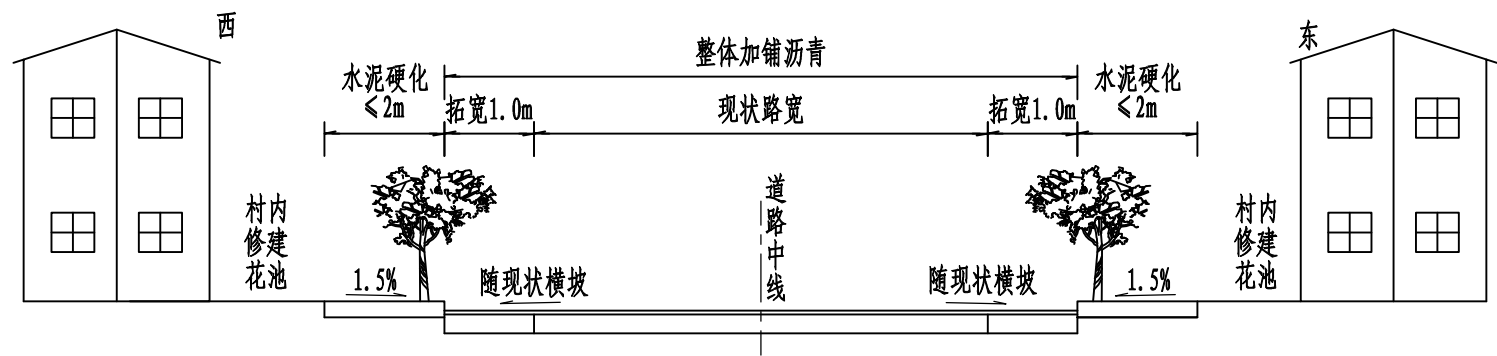 西
东
整体加铺沥青
水泥硬化
≤2m
拓宽1.0m
现状路宽
拓宽1.0m
水泥硬化
≤2m
村内
修建
花池
1.5%
随现状横坡
道路中线
随现状横坡
1.5%
村内
修建
花池